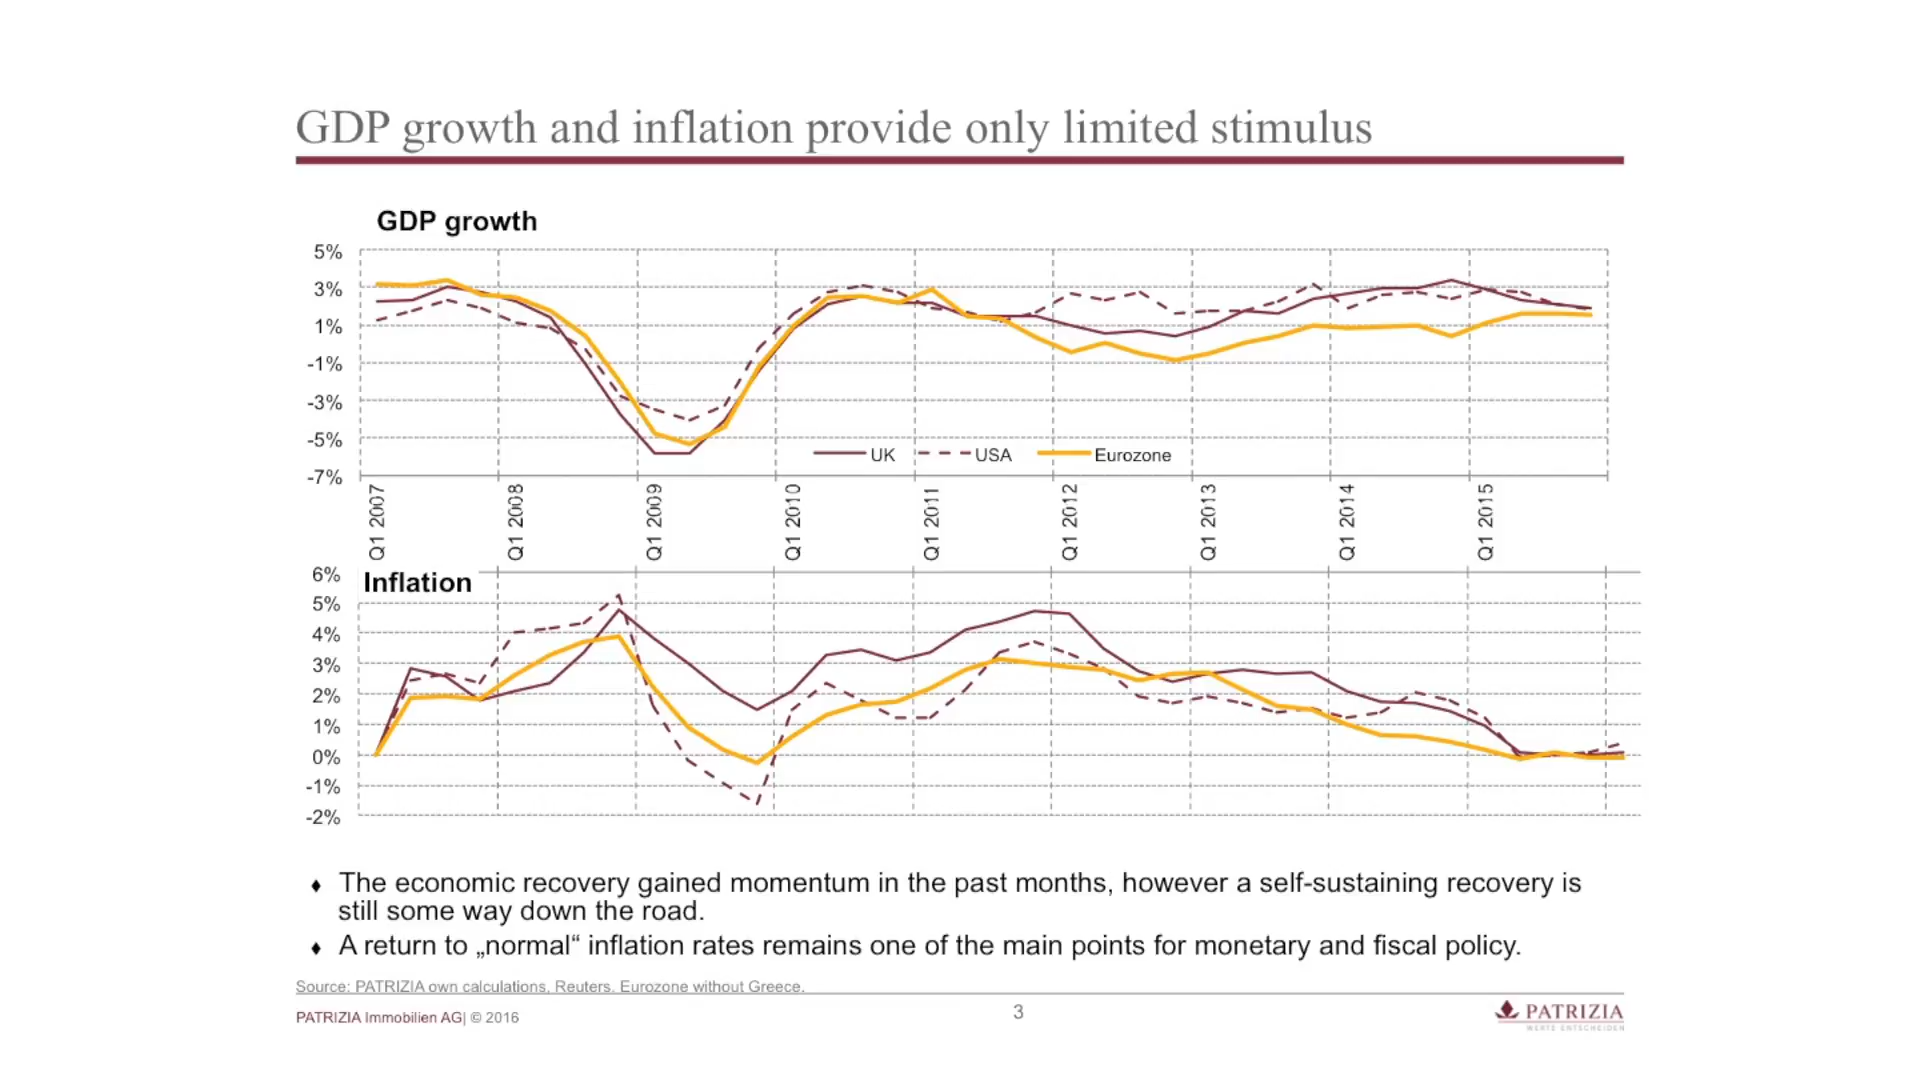 GDP growth and inflation provide only limited stimulus
GDP growth
5%
3%
1%
-1%
-3%
-5%
-7%
UK
USA
Eurozone
Q1 2007
Q1 2008
Q1 2009
Q1 2010
Q1 2011
Q1 2012
Q1 2013
Q1 2014
Q1 2015
Inflation
6%
5%
4%
3%
2%
1%
0%
-1%
-2%
♦ The economic recovery gained momentum in the past months, however a self-sustaining recovery is
still some way down the road.
♦ A return to „normal“ inflation rates remains one of the main points for monetary and fiscal policy.
Source: PATRIZIA own calculations, Reuters. Eurozone without Greece.
PATRIZIA Immobilien AG| © 2016
3
PATRIZIA
WERTE ENTSCHEIDEN